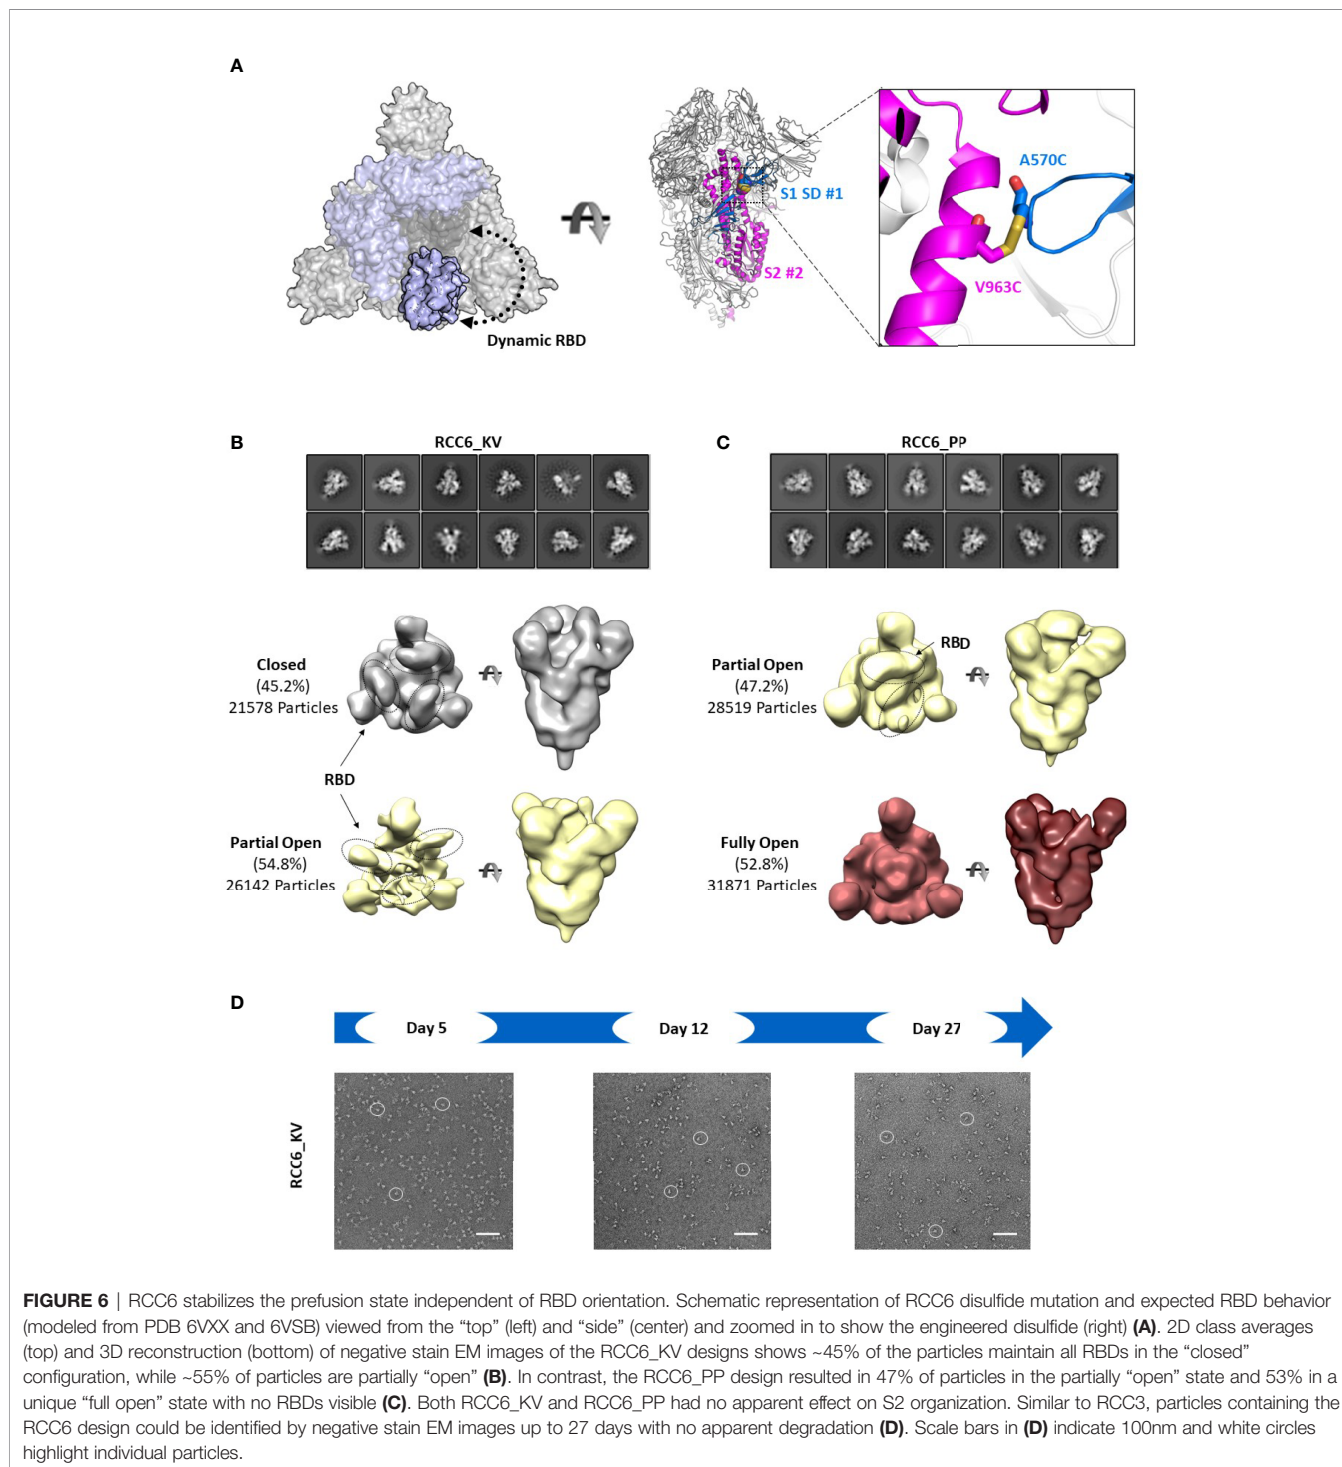 A
Dynamic RBD
S1 SD #1
S2 #2
A570C
V963C
B
RCC6_KV
Closed
(45.2%)
21578 Particles
RBD
Partial Open
(54.8%)
26142 Particles
C
RCC6_PP
RBD
Partial Open
(47.2%)
28519 Particles
Fully Open
(52.8%)
31871 Particles
D
Day 5
Day 12
Day 27
RCC6_KV
FIGURE 6 | RCC6 stabilizes the prefusion state independent of RBD orientation. Schematic representation of RCC6 disulfide mutation and expected RBD behavior
(modeled from PDB 6VXX and 6VSB) viewed from the “top” (left) and “side” (center) and zoomed in to show the engineered disulfide (right) (A). 2D class averages
(top) and 3D reconstruction (bottom) of negative stain EM images of the RCC6_KV designs shows ~45% of the particles maintain all RBDs in the “closed”
configuration, while ~55% of particles are partially “open” (B). In contrast, the RCC6_PP design resulted in 47% of particles in the partially “open” state and 53% in a
unique “full open” state with no RBDs visible (C). Both RCC6_KV and RCC6_PP had no apparent effect on S2 organization. Similar to RCC3, particles containing the
RCC6 design could be identified by negative stain EM images up to 27 days with no apparent degradation (D). Scale bars in (D) indicate 100nm and white circles
highlight individual particles.